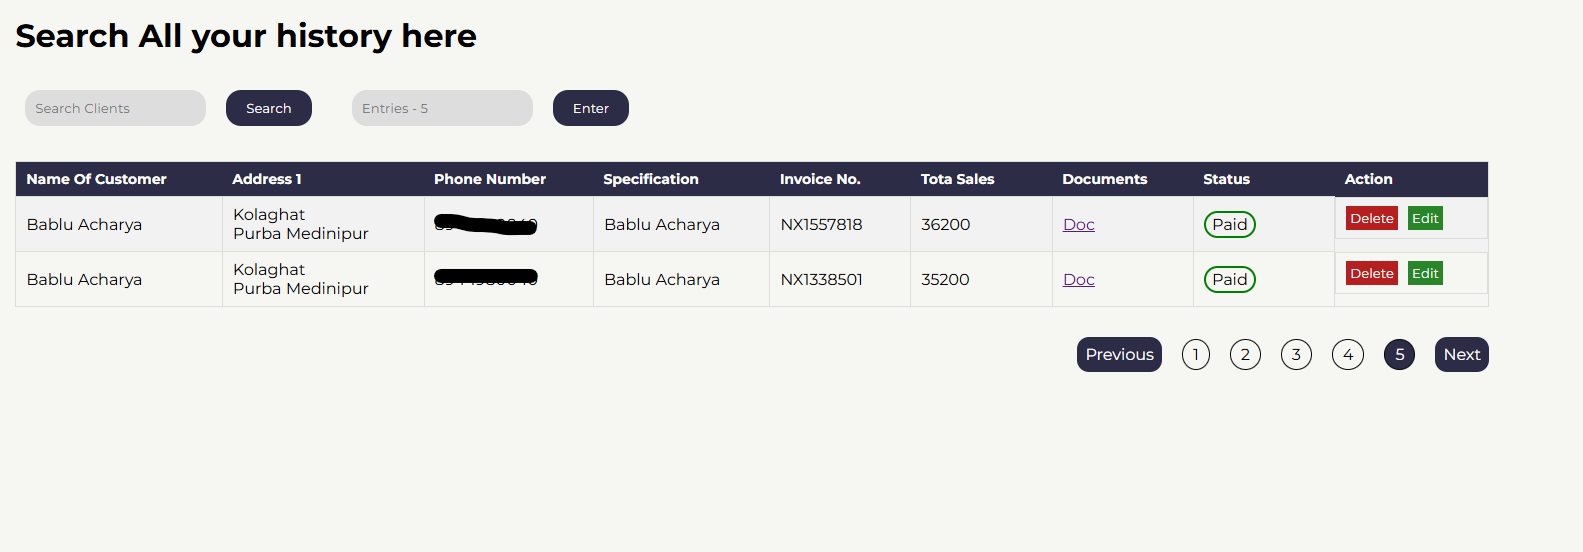 Search All your history here
Search Clients Search Entries - 5 Enter
Name Of Customer Address 1 Phone Number Specification Invoice No. Tota Sales Documents Status Action
Bablu Acharya Kolaghat Bablu Acharya NX1557818 36200 Doc Paid Delete Edit
Purba Medinipur
Bablu Acharya Kolaghat Bablu Acharya NX1338501 35200 Doc Paid Delete Edit
Purba Medinipur
Previous 1 2 3 4 5 Next